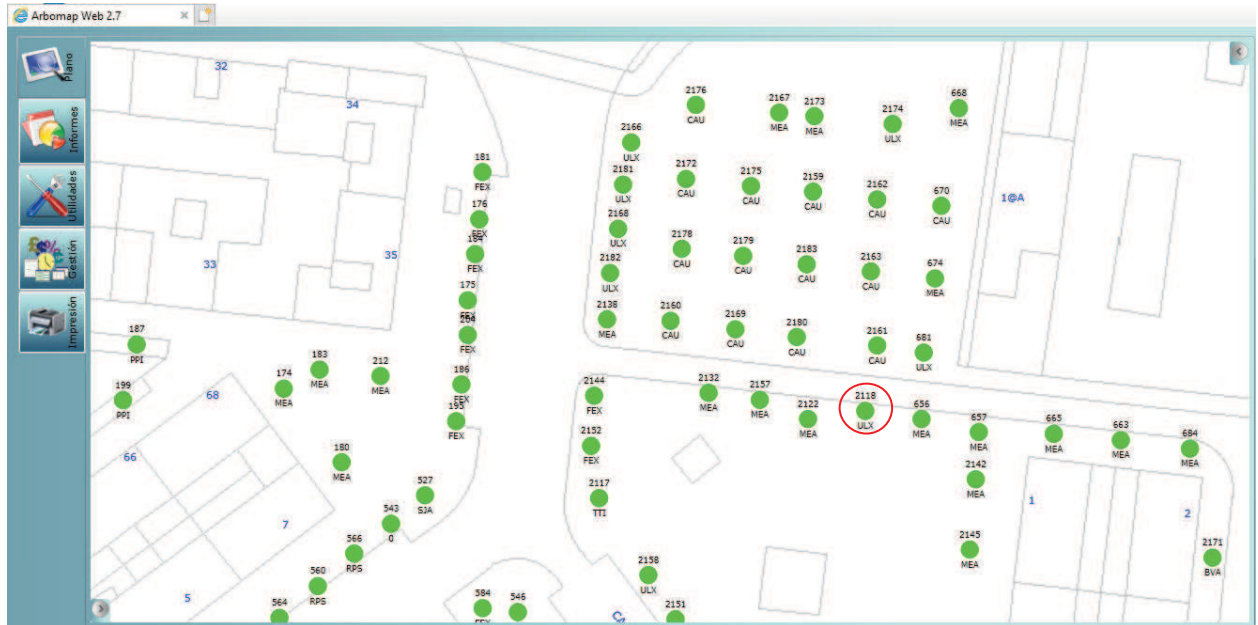 Arbomap Web 2.7
Plano
Informes
Utilidades
Gestión
Impresión
32
34
33
35
68
66
7
5
1@A
1
2
2176
CAU
2167
MEA
2173
MEA
2174
ULX
668
MEA
2166
ULX
181
FEX
2181
ULX
2172
CAU
2175
CAU
2159
CAU
2162
CAU
670
CAU
176
FEX
2168
ULX
184
FEX
2178
CAU
2179
CAU
2183
CAU
2163
CAU
674
MEA
2182
ULX
175
FEX
2138
MEA
2160
CAU
2169
CAU
2180
CAU
2161
CAU
681
ULX
204
FEX
187
PPI
183
MEA
212
MEA
174
MEA
199
PPI
186
FEX
195
FEX
2144
FEX
2132
MEA
2157
MEA
2122
MEA
2118
ULX
656
MEA
657
MEA
665
MEA
663
MEA
684
MEA
180
MEA
2152
FEX
2142
MEA
527
SJA
2117
TTI
543
0
566
RPS
2145
MEA
2171
BVA
560
RPS
2158
ULX
564
584
FEX
546
2151